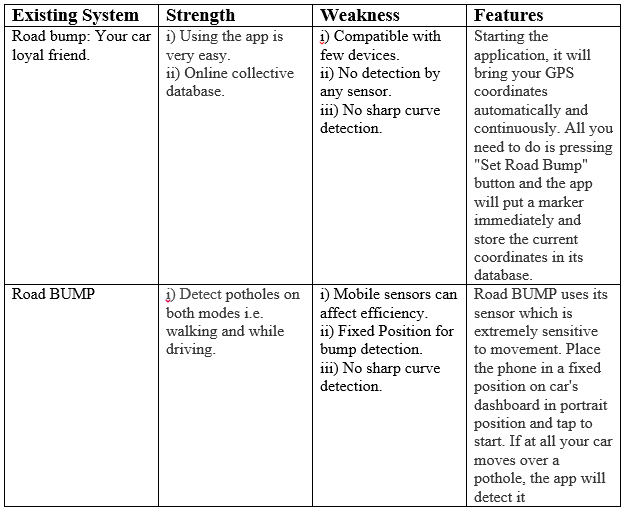 Existing System
Strength
Weakness
Features
Road bump: Your car
loyal friend.
i) Using the app is
very easy.
ii) Online collective
database.
i) Compatible with
few devices.
ii) No detection by
any sensor.
iii) No sharp curve
detection.
Starting the
application, it will
bring your GPS
coordinates
automatically and
continuously. All you
need to do is pressing
"Set Road Bump"
button and the app
will put a marker
immediately and
store the current
coordinates in its
database.
Road BUMP
i) Detect potholes on
both modes i.e.
walking and while
driving.
i) Mobile sensors can
affect efficiency.
ii) Fixed Position for
bump detection.
iii) No sharp curve
detection.
Road BUMP uses its
sensor which is
extremely sensitive
to movement. Place
the phone in a fixed
position on car's
dashboard in portrait
position and tap to
start. If at all your car
moves over a
pothole, the app will
detect it